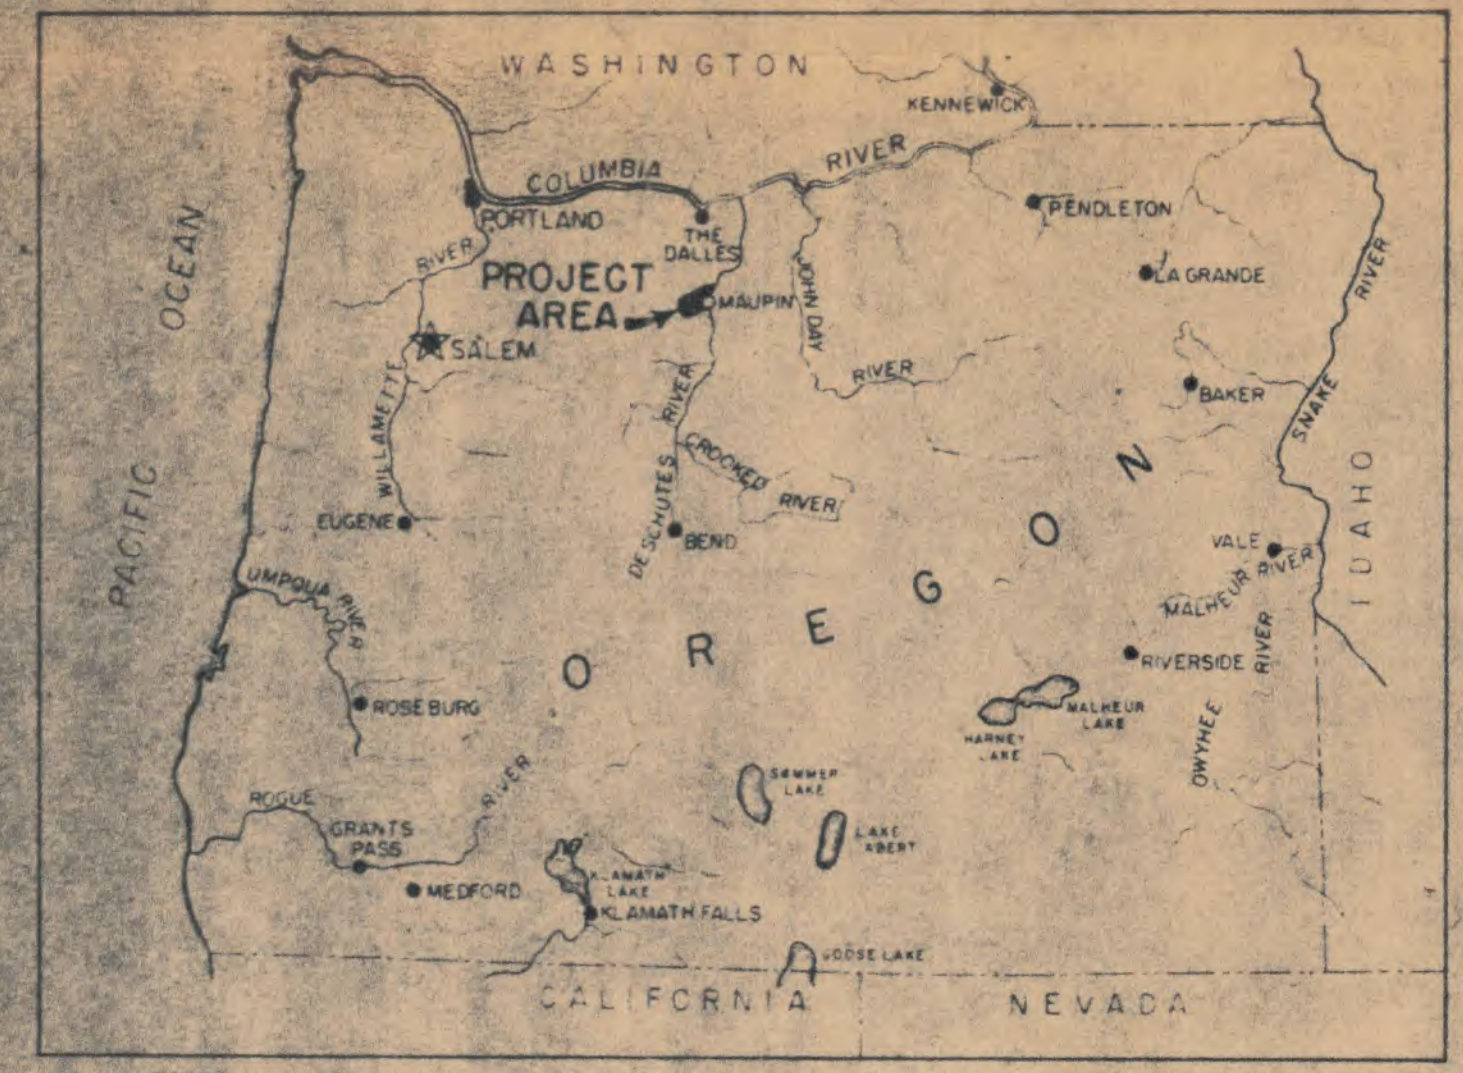 WASHINGTON
KENNEWICK
COLUMBIA
RIVER
PORTLAND
THE
DALLES
PENDLETON
RIVER
PROJECT
AREA
MAUPIN
LA GRANDE
OCEAN
JOHN DAY
RIVER
SALEM
RIVER
SNAKE
RIVER
BAKER
WILLAMETTE
DESCHUTES
RIVER
CROOKED
RIVER
PACIFIC
EUGENE
BEND
OREGON
IDAHO
VALE
MALHEUR RIVER
UMPQUA
RIVER
RIVERSIDE
OWYHEE
RIVER
ROSEBURG
MALHEUR
LAKE
HARNEY
LAKE
SUMMER
LAKE
LAKE
ABERT
ROGUE
RIVER
GRANTS
PASS
MEDFORD
KLAMATH
LAKE
KLAMATH FALLS
GOOSE LAKE
CALIFORNIA
NEVADA